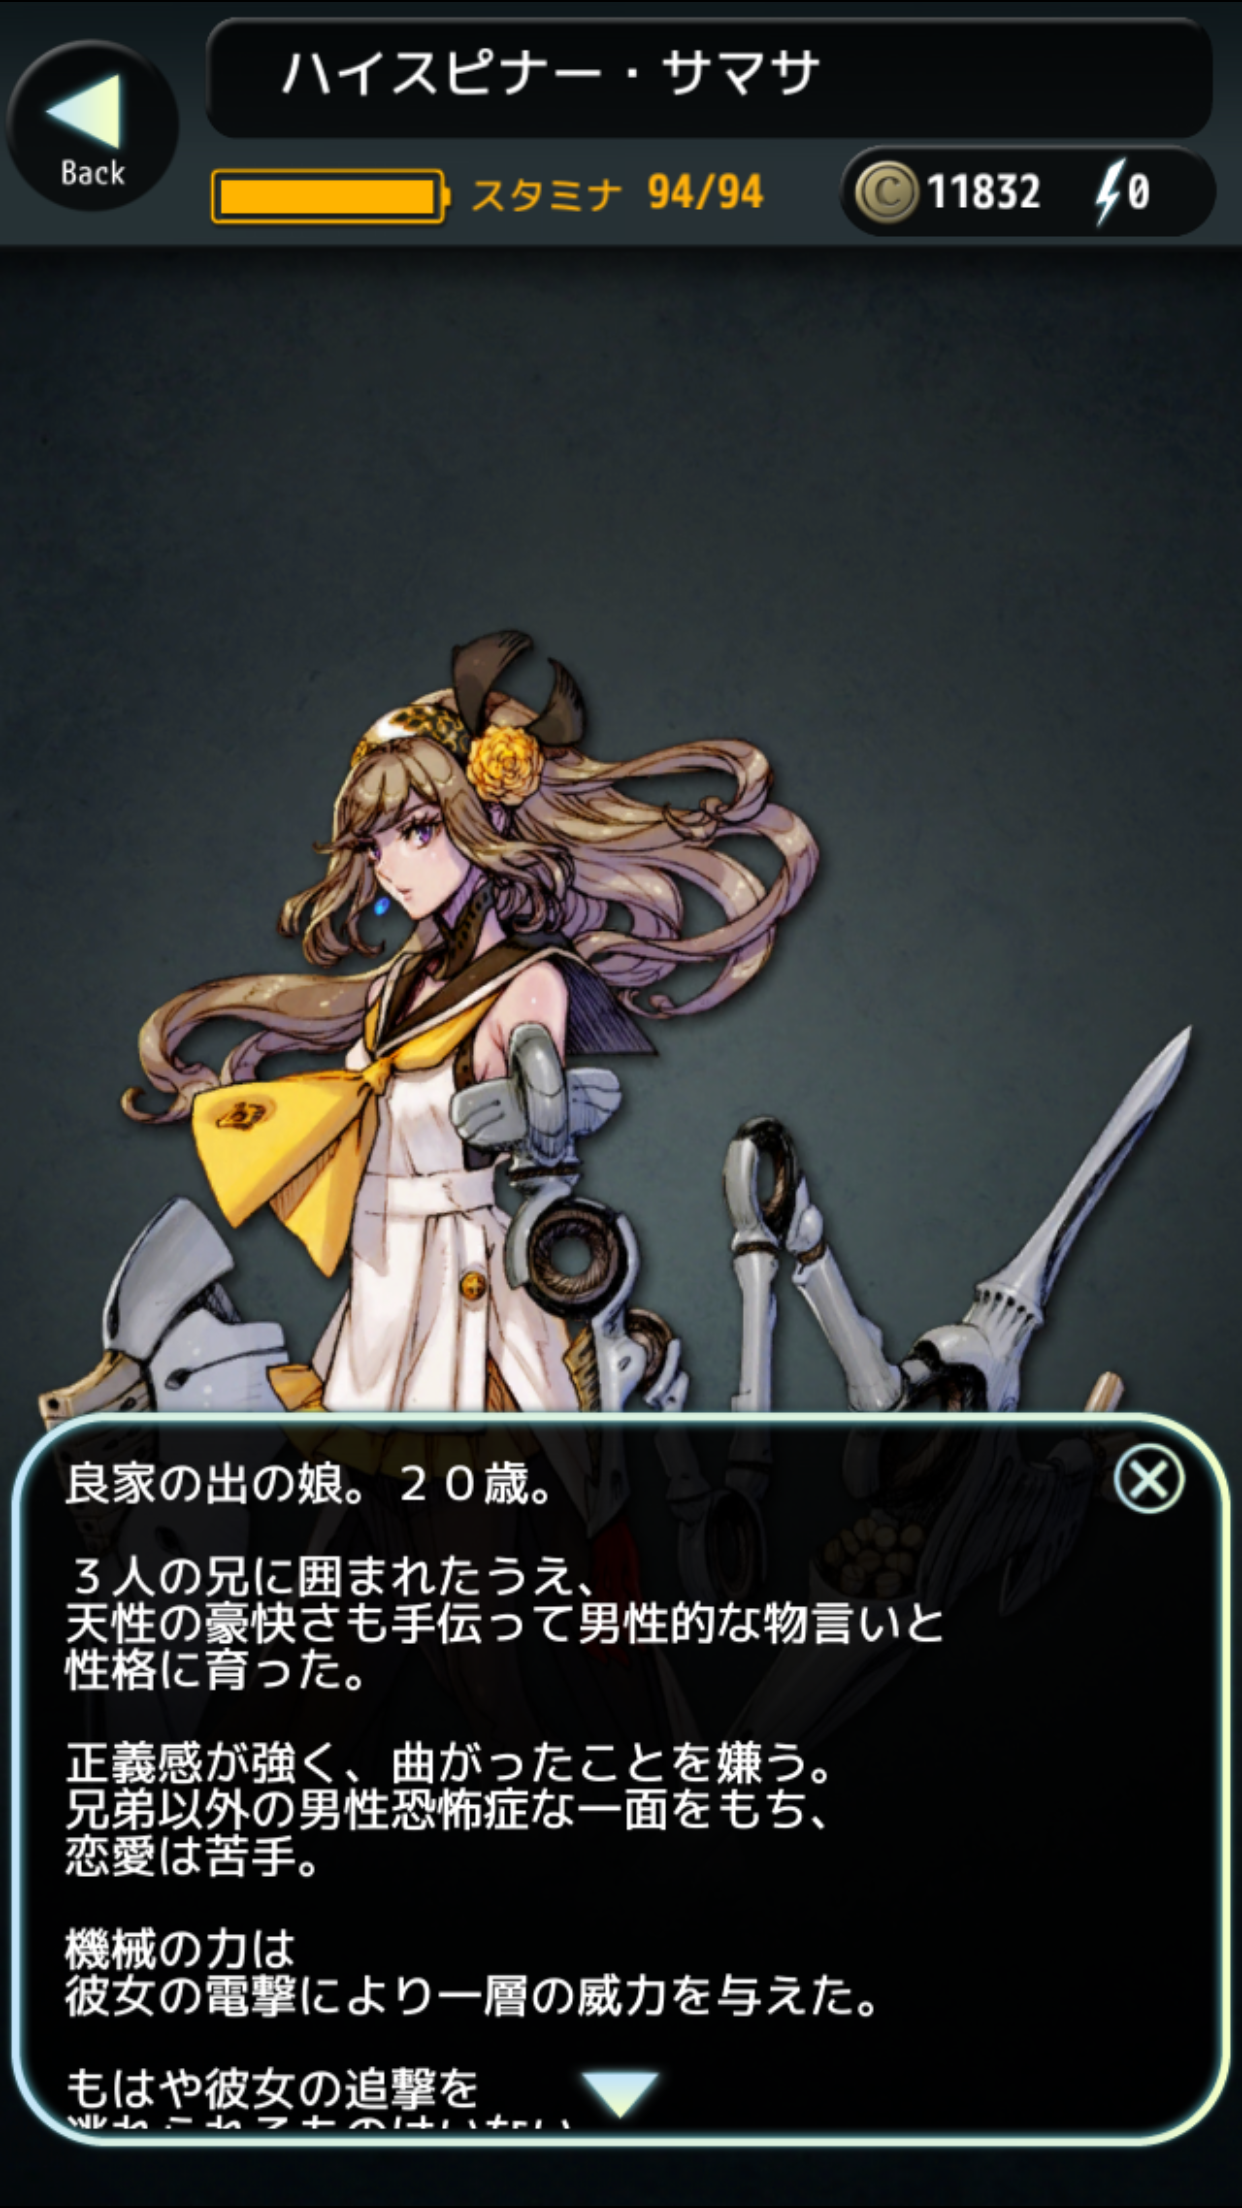 ハイスピナー・サマサ
Back
スタミナ 94/94
C 11832 0
良家の出の娘。２０歳。
３人の兄に囲まれたうえ、
天性の豪快さも手伝って男性的な物言いと
性格に育った。
正義感が強く、曲がったことを嫌う。
兄弟以外の男性恐怖症な一面をもち、
恋愛は苦手。
機械の力は
彼女の電撃により一層の威力を与えた。
もはや彼女の追撃を